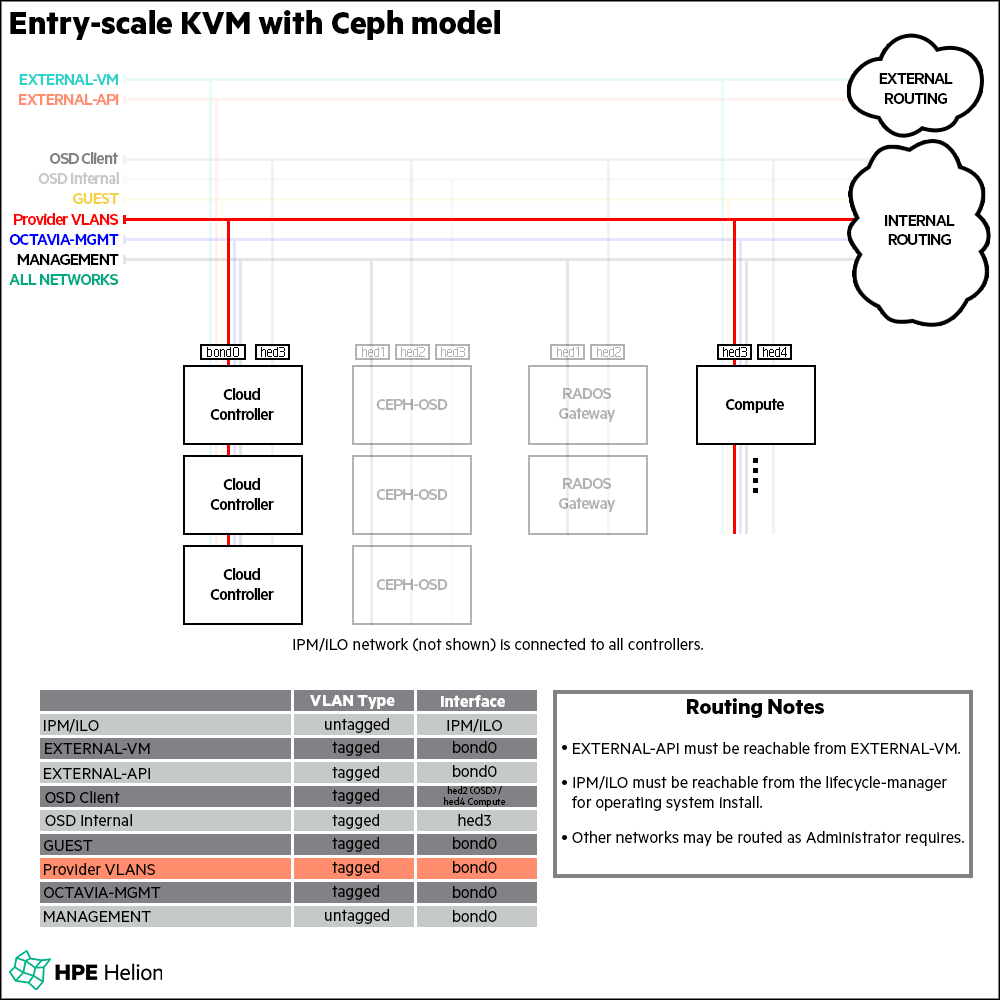 Entry-scale KVM with Ceph model
EXTERNAL-VM
EXTERNAL-API
EXTERNAL
ROUTING
OSD Client
OSD Internal
GUEST
Provider VLANS
OCTAVIA-MGMT
MANAGEMENT
ALL NETWORKS
INTERNAL
ROUTING
bond0 hed3 hed1 hed2 hed3 hed1 hed2 hed3 hed4
Cloud
Controller
CEPH-OSD
RADOS
Gateway
Compute
Cloud
Controller
CEPH-OSD
RADOS
Gateway
Cloud
Controller
CEPH-OSD
IPM/ILO network (not shown) is connected to all controllers.
VLAN Type Interface
IPM/ILO untagged IPM/ILO
EXTERNAL-VM tagged bond0
EXTERNAL-API tagged bond0
OSD Client tagged hed2 (OSD) /
hed4 Compute
OSD Internal tagged hed3
GUEST tagged bond0
Provider VLANS tagged bond0
OCTAVIA-MGMT tagged bond0
MANAGEMENT untagged bond0
Routing Notes
• EXTERNAL-API must be reachable from EXTERNAL-VM.
• IPM/ILO must be reachable from the lifecycle-manager
for operating system install.
• Other networks may be routed as Administrator requires.
HPE Helion